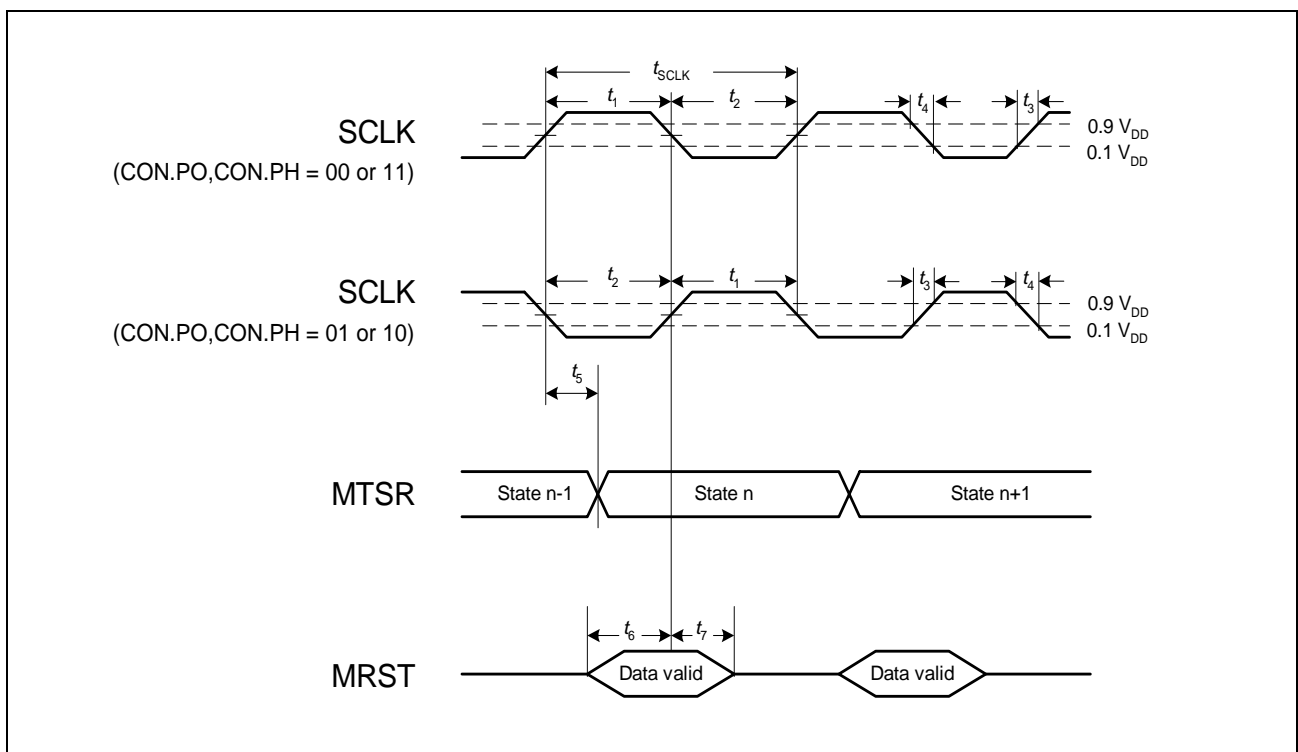 tSCLK
t1 t2 t4 t3
SCLK
0.9 VDD
0.1 VDD
(CON.PO,CON.PH = 00 or 11)
t2 t1 t3 t4
SCLK
0.9 VDD
0.1 VDD
(CON.PO,CON.PH = 01 or 10)
t5
MTSR State n-1 State n State n+1
t6 t7
MRST Data valid Data valid